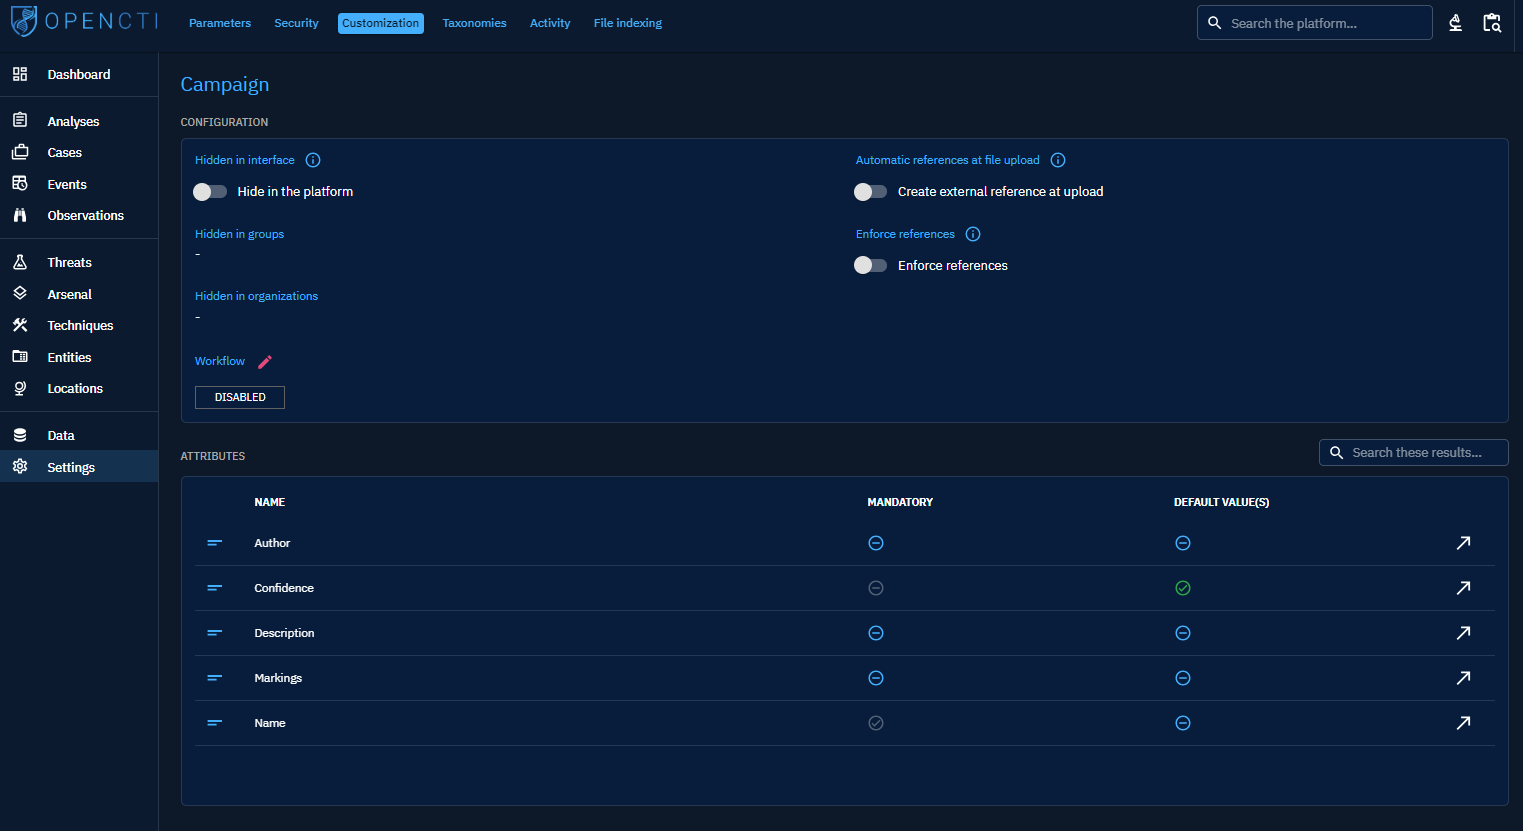 OPENCTI
Parameters Security Customization Taxonomies Activity File indexing
Search the platform...
Dashboard
Analyses
Cases
Events
Observations
Threats
Arsenal
Techniques
Entities
Locations
Data
Settings
Campaign
CONFIGURATION
Hidden in interface
Hide in the platform
Hidden in groups
-
Hidden in organizations
-
Workflow
DISABLED
Automatic references at file upload
Create external reference at upload
Enforce references
Enforce references
ATTRIBUTES
Search these results...
NAME MANDATORY DEFAULT VALUE(S)
Author
Confidence
Description
Markings
Name